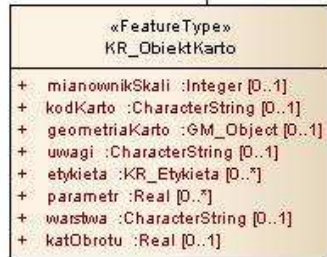 «FeatureType»
KR_ObiektKarto
+ mianownikSkali :Integer [0..1]
+ kodKarto :CharacterString [0..1]
+ geometriaKarto :GM_Object [0..1]
+ uwagi :CharacterString [0..1]
+ etykieta :KR_Etykieta [0..*]
+ parametr :Real [0..*]
+ warstwa :CharacterString [0..1]
+ katObrotu :Real [0..1]